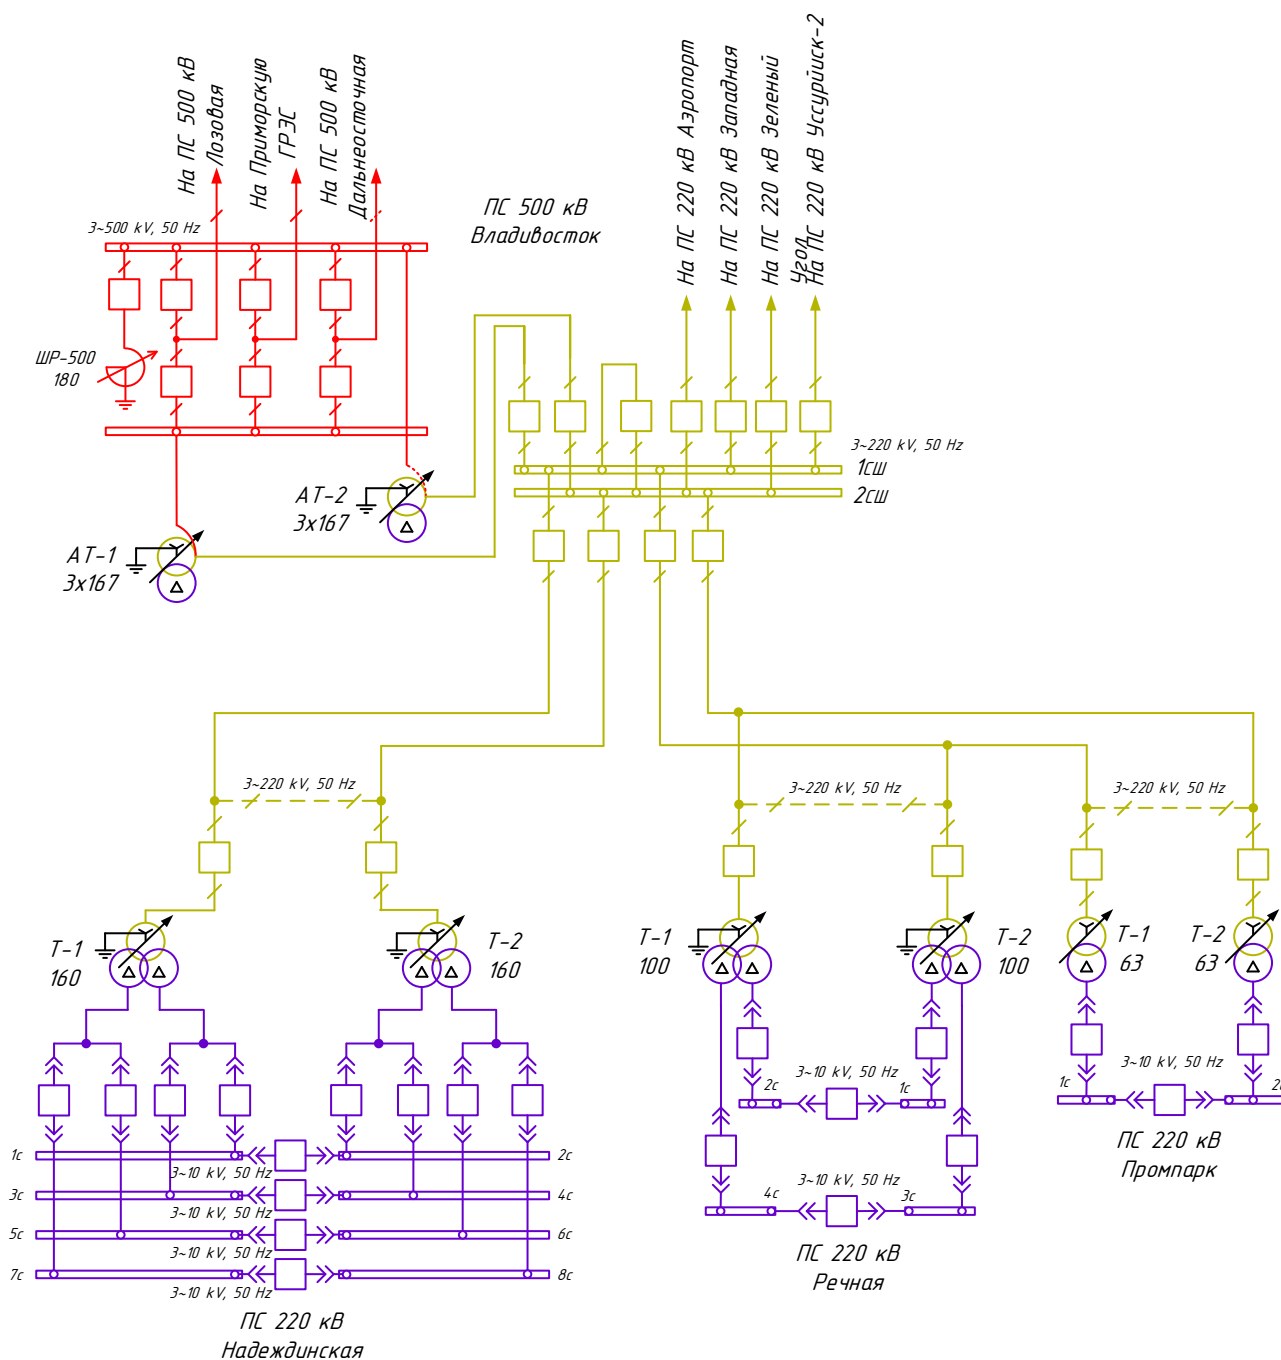 На ПС 500 кВ
Лозовая
На Приморскую
ГРЭС
На ПС 500 кВ
Дальнеосточная
3~500 kV, 50 Hz
ШР-500
180
ПС 500 кВ
Владивосток
На ПС 220 кВ Аэропорт
На ПС 220 кВ Западная
На ПС 220 кВ Зеленый
Угол
На ПС 220 кВ Уссурийск-2
3~220 kV, 50 Hz
1СШ
2СШ
АТ-2
3х167
АТ-1
3х167
3~220 kV, 50 Hz
3~220 kV, 50 Hz
3~220 kV, 50 Hz
Т-1
160
Т-2
160
Т-1
100
Т-2
100
Т-1
63
Т-2
63
1с
2с
3~10 kV, 50 Hz
3с
4с
3~10 kV, 50 Hz
5с
6с
3~10 kV, 50 Hz
7с
8с
3~10 kV, 50 Hz
ПС 220 кВ
Надеждинская
2с
3~10 kV, 50 Hz
1с
4с
3~10 kV, 50 Hz
3с
ПС 220 кВ
Речная
1с
3~10 kV, 50 Hz
2с
ПС 220 кВ
Промпарк